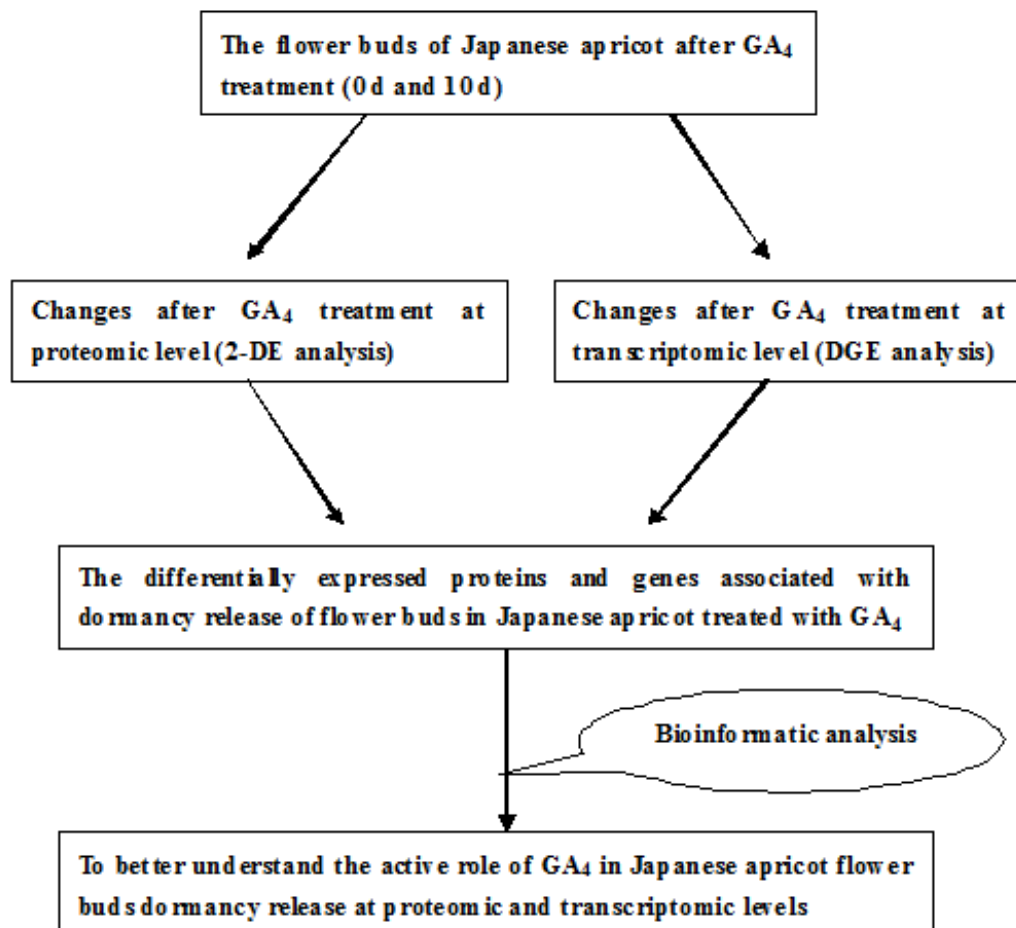 The flower buds of Japanese apricot after GA₄
treatment (0d and 10d)
Changes after GA₄ treatment at
proteomic level (2-DE analysis)
Changes after GA₄ treatment at
transcriptomic level (DGE analysis)
The differentially expressed proteins and genes associated with
dormancy release of flower buds in Japanese apricot treated with GA₄
Bioinformatic analysis
To better understand the active role of GA₄ in Japanese apricot flower
buds dormancy release at proteomic and transcriptomic levels